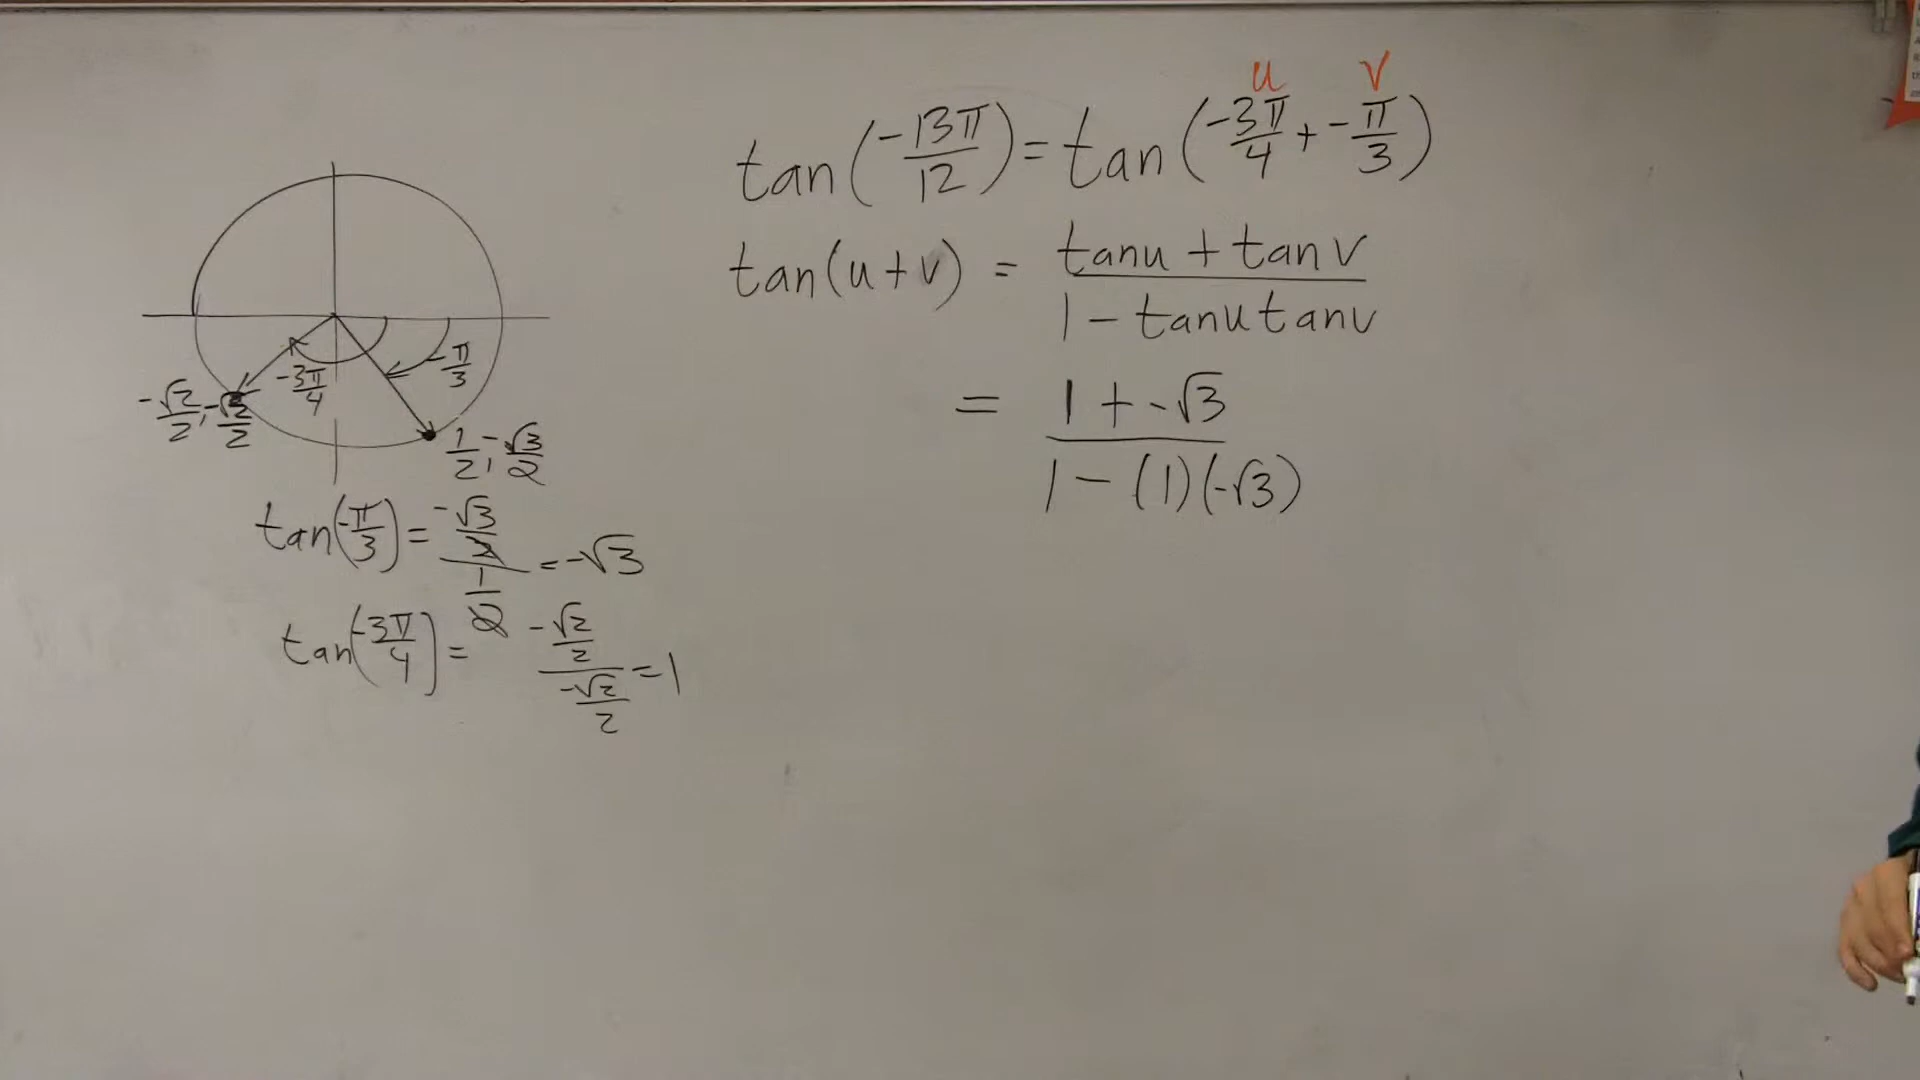 u v
tan(-13π/12) = tan(-3π/4 + -π/3)
tan(u+v) = (tanu + tanv)/(1 - tanutanv)
= (1 + -√3)/(1 - (1)(-√3))
-π/3
-3π/4
-√2/2, -√2/2
1/2, -√3/2
tan(-π/3) = (-√3/2)/(1/2) = -√3
tan(-3π/4) = (-√2/2)/(-√2/2) = 1